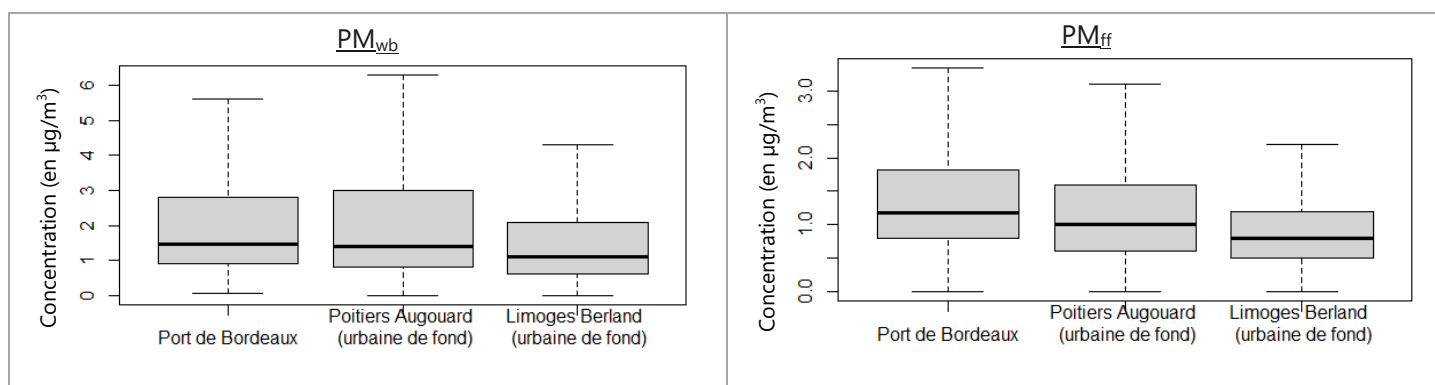 PMwb
Concentration (en µg/m³)
6
5
4
3
2
1
0
Port de Bordeaux
Poitiers Augouard
(urbaine de fond)
Limoges Berland
(urbaine de fond)
PMff
Concentration (en µg/m³)
3.0
2.0
1.0
0.0
Port de Bordeaux
Poitiers Augouard
(urbaine de fond)
Limoges Berland
(urbaine de fond)